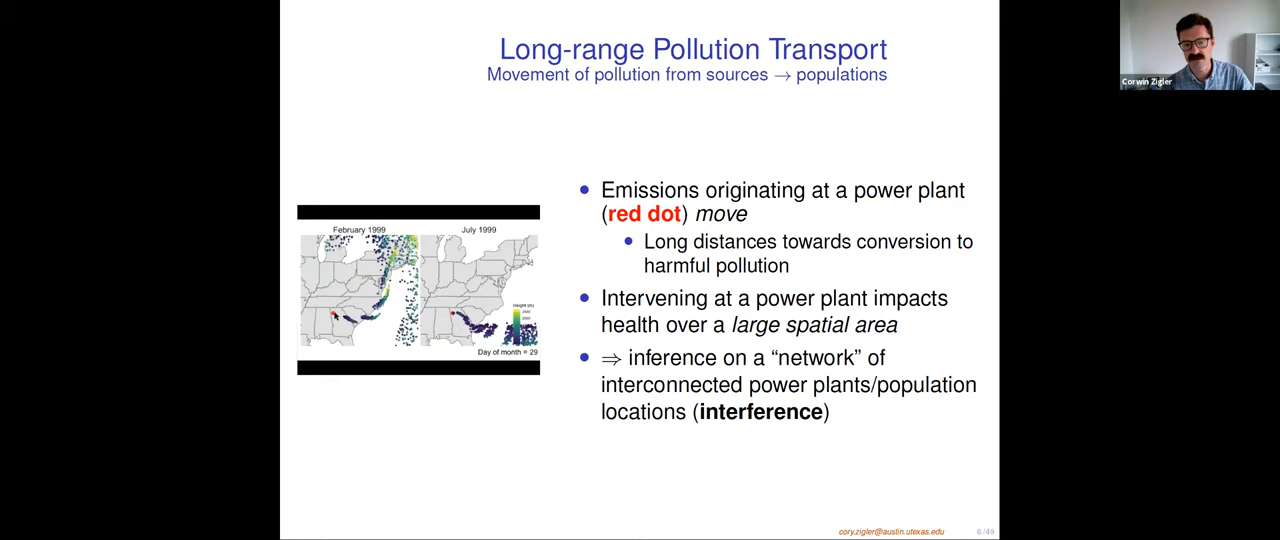 Long-range Pollution Transport
Movement of pollution from sources → populations
Corwin Zigler
• Emissions originating at a power plant
(red dot) move
• Long distances towards conversion to
harmful pollution
• Intervening at a power plant impacts
health over a large spatial area
• ⇒ inference on a “network” of
interconnected power plants/population
locations (interference)
February 1999
July 1999
Height (m)
Day of month = 29
cory.zigler@austin.utexas.edu
6 / 49